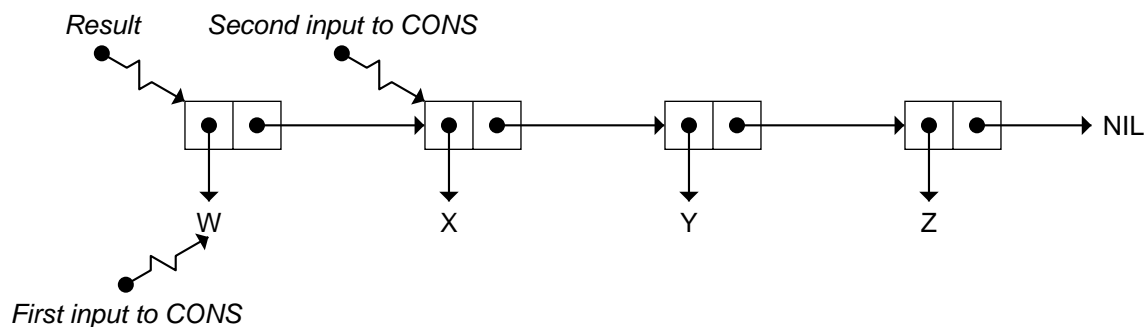 Result
Second input to CONS
NIL
W
X
Y
Z
First input to CONS